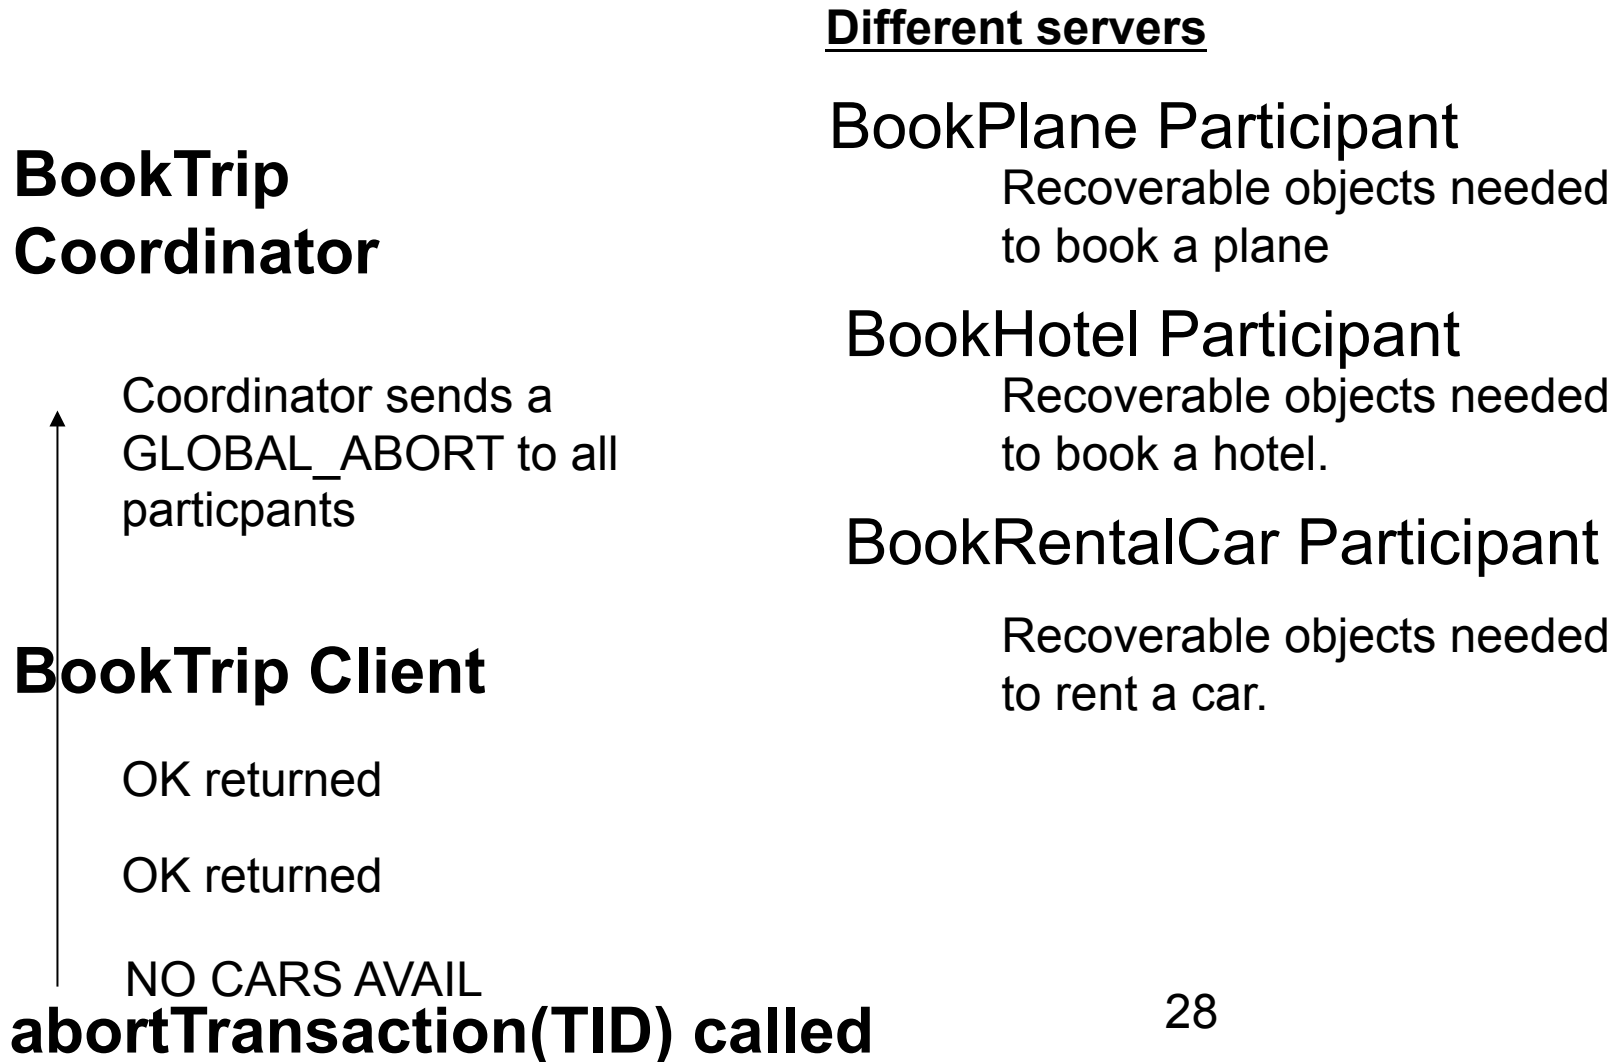 Different servers
BookTrip
Coordinator
Coordinator sends a
GLOBAL_ABORT to all
particpants
BookTrip Client
OK returned
OK returned
NO CARS AVAIL
abortTransaction(TID) called
BookPlane Participant
Recoverable objects needed
to book a plane
BookHotel Participant
Recoverable objects needed
to book a hotel.
BookRentalCar Participant
Recoverable objects needed
to rent a car.
28